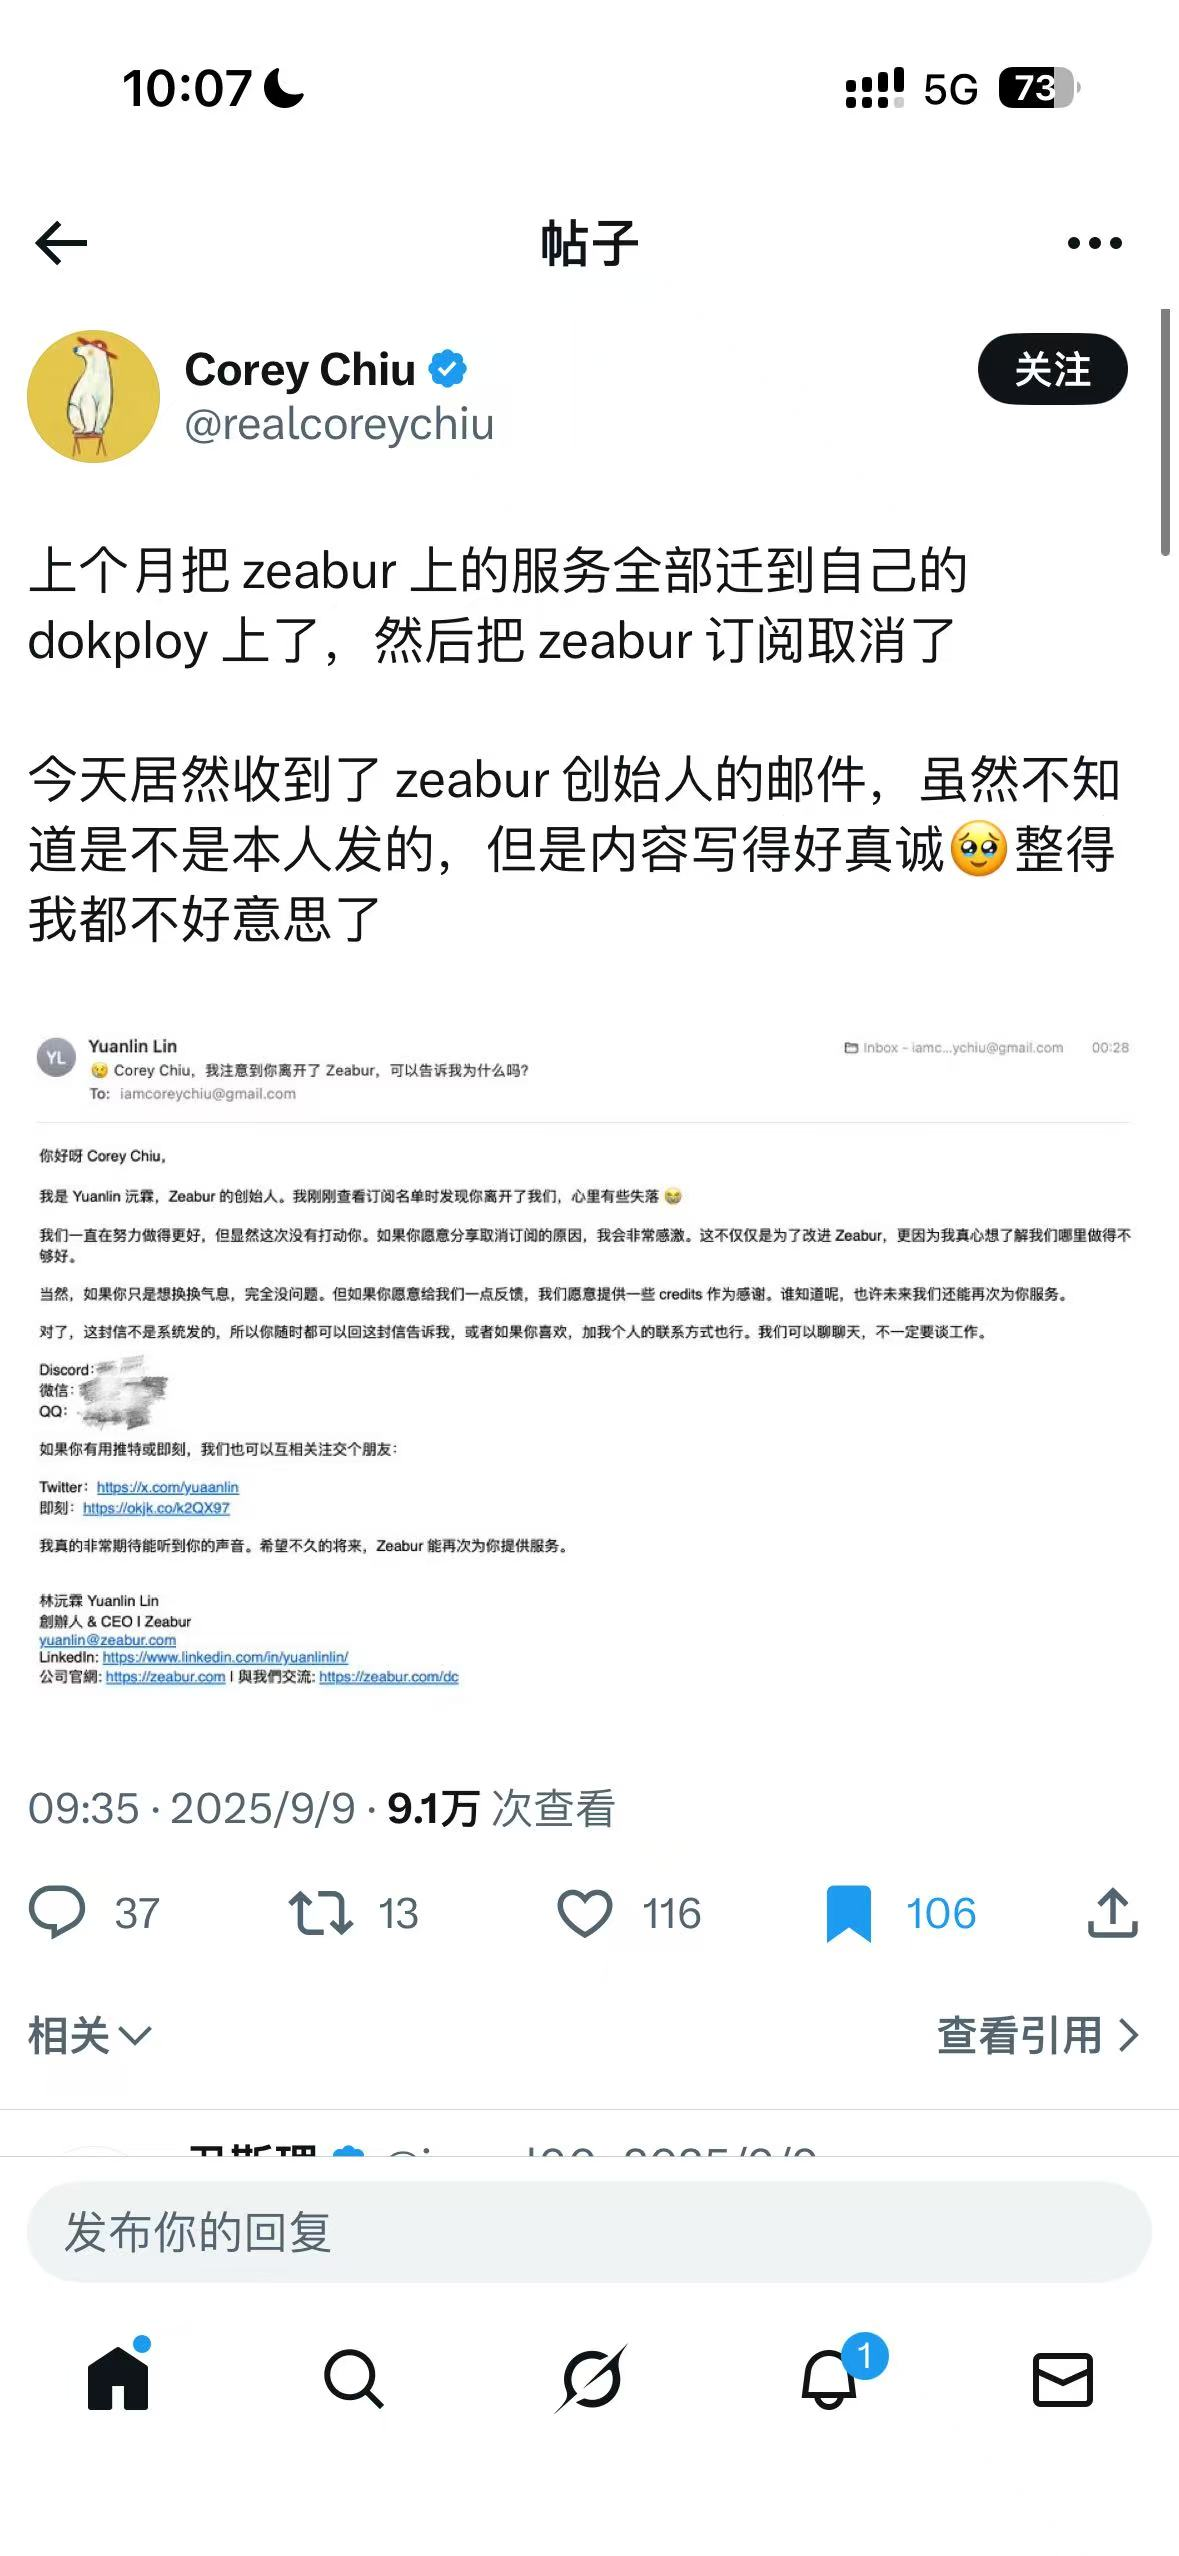 10:07
5G
73
帖子
Corey Chiu
@realcoreychiu
关注
上个月把 zeabur 上的服务全部迁到自己的
dokploy 上了，然后把 zeabur 订阅取消了
今天居然收到了 zeabur 创始人的邮件，虽然不知
道是不是本人发的，但是内容写得好真诚🥹整得
我都不好意思了
YL
Yuanlin Lin
Inbox - iamc...ychiu@gmail.com 00:28
😢 Corey Chiu，我注意到你离开了 Zeabur，可以告诉我为什么吗？
To: iamcoreychiu@gmail.com
你好呀 Corey Chiu，
我是 Yuanlin 沅霖，Zeabur 的创始人。我刚刚查看订阅名单时发现你离开了我们，心里有些失落 😭
我们一直在努力做得更好，但显然这次没有打动你。如果你愿意分享取消订阅的原因，我会非常感激。这不仅仅是为了改进 Zeabur，更因为我真心想了解我们哪里做得不
够好。
当然，如果你只是想换换气息，完全没问题。但如果你愿意给我们一点反馈，我们愿意提供一些 credits 作为感谢。谁知道呢，也许未来我们还能再次为你服务。
对了，这封信不是系统发的，所以你随时都可以回这封信告诉我，或者如果你喜欢，加我个人的联系方式也行。我们可以聊聊天，不一定要谈工作。
Discord:
微信：
QQ：
如果你有用推特或即刻，我们也可以互相关注交个朋友：
Twitter：https://x.com/yuaanlin
即刻：https://okjk.co/k2QX97
我真的非常期待能听到你的声音。希望不久的将来，Zeabur 能再次为你提供服务。
林沅霖 Yuanlin Lin
創辦人 & CEO | Zeabur
yuanlin@zeabur.com
LinkedIn: https://www.linkedin.com/in/yuanlinlin/
公司官網: https://zeabur.com | 與我們交流: https://zeabur.com/dc
09:35 · 2025/9/9 · 9.1万 次查看
37
13
116
106
相关
查看引用
发布你的回复
1